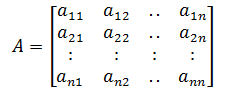 a₁₁ a₁₂ .. a₁ₙ
a₂₁ a₂₂ .. a₂ₙ
A = [ : : : : ]
aₙ₁ aₙ₂ .. aₙₙ